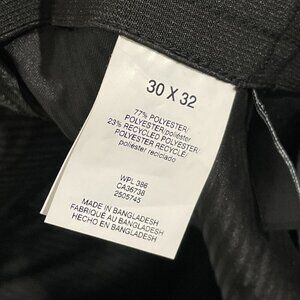 30 X 32
77% POLYESTER/
POLYESTER/poliéster
23% RECYCLED POLYESTER/
POLYESTER RECYCLÉ/
poliéster reciclado
WPL 386
CA36738
2505745
MADE IN BANGLADESH
FABRIQUÉ AU BANGLADESH
HECHO EN BANGLADESH